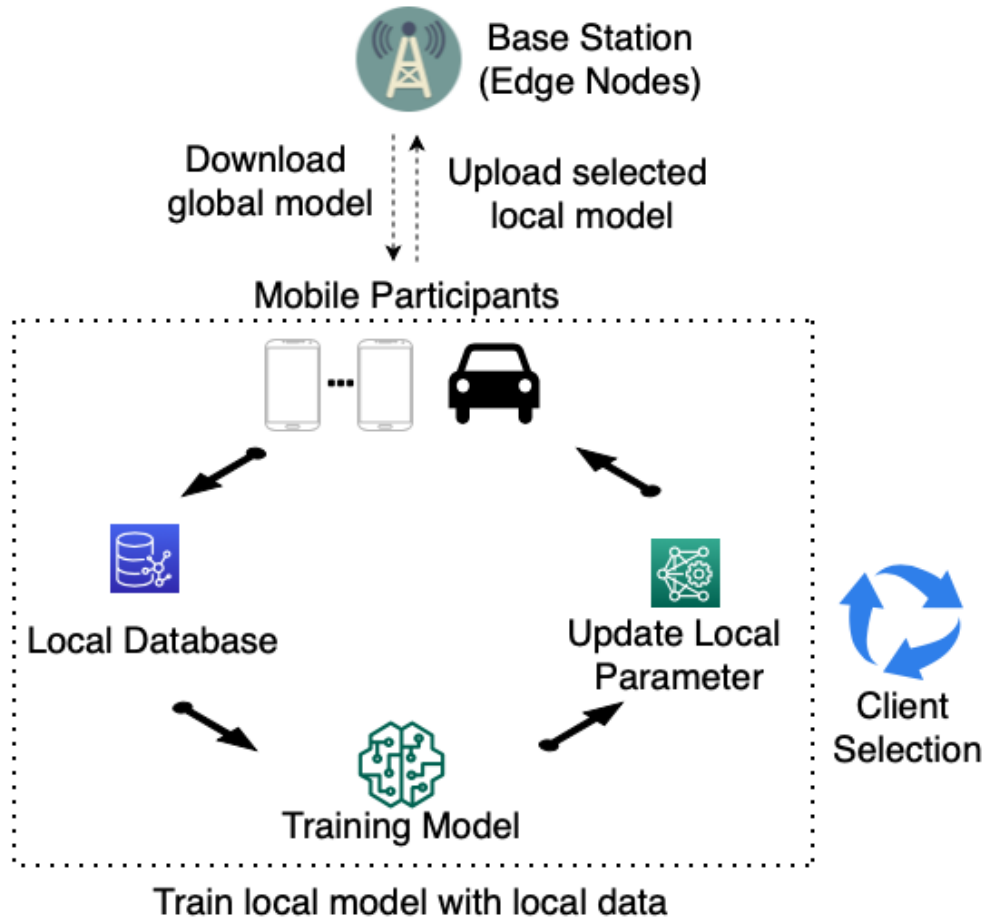 Base Station
(Edge Nodes)
Download
global model
Upload selected
local model
Mobile Participants
Local Database
Update Local
Parameter
Client
Selection
Training Model
Train local model with local data